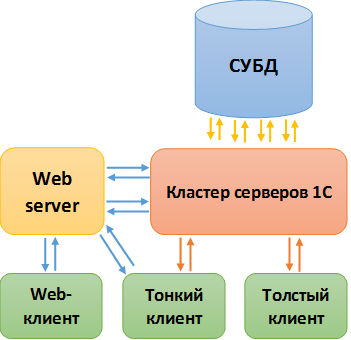 СУБД
Web
server
Кластер серверов 1С
Web-
клиент
Тонкий
клиент
Толстый
клиент